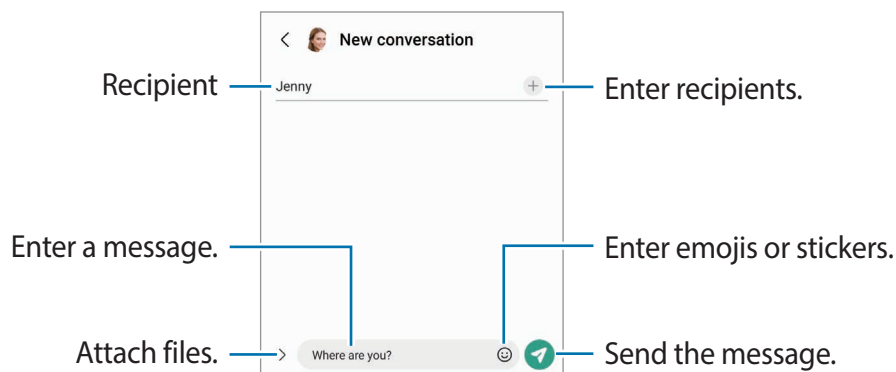 New conversation
Recipient
Jenny
Enter recipients.
Enter a message.
Enter emojis or stickers.
Attach files.
Where are you?
Send the message.